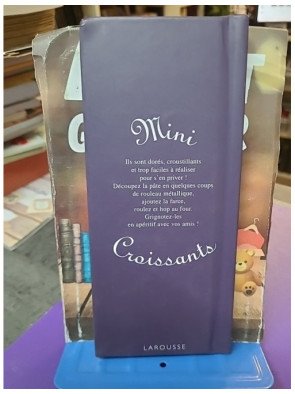 Mini
Ils sont dorés, croustillants
et trop faciles à réaliser
pour s'en priver !
Découpez la pâte en quelques coups
de rouleau métallique,
ajoutez la farce,
roulez et hop au four.
Grignotez-les
en apéritif avec vos amis !
Croissants
LAROUSSE